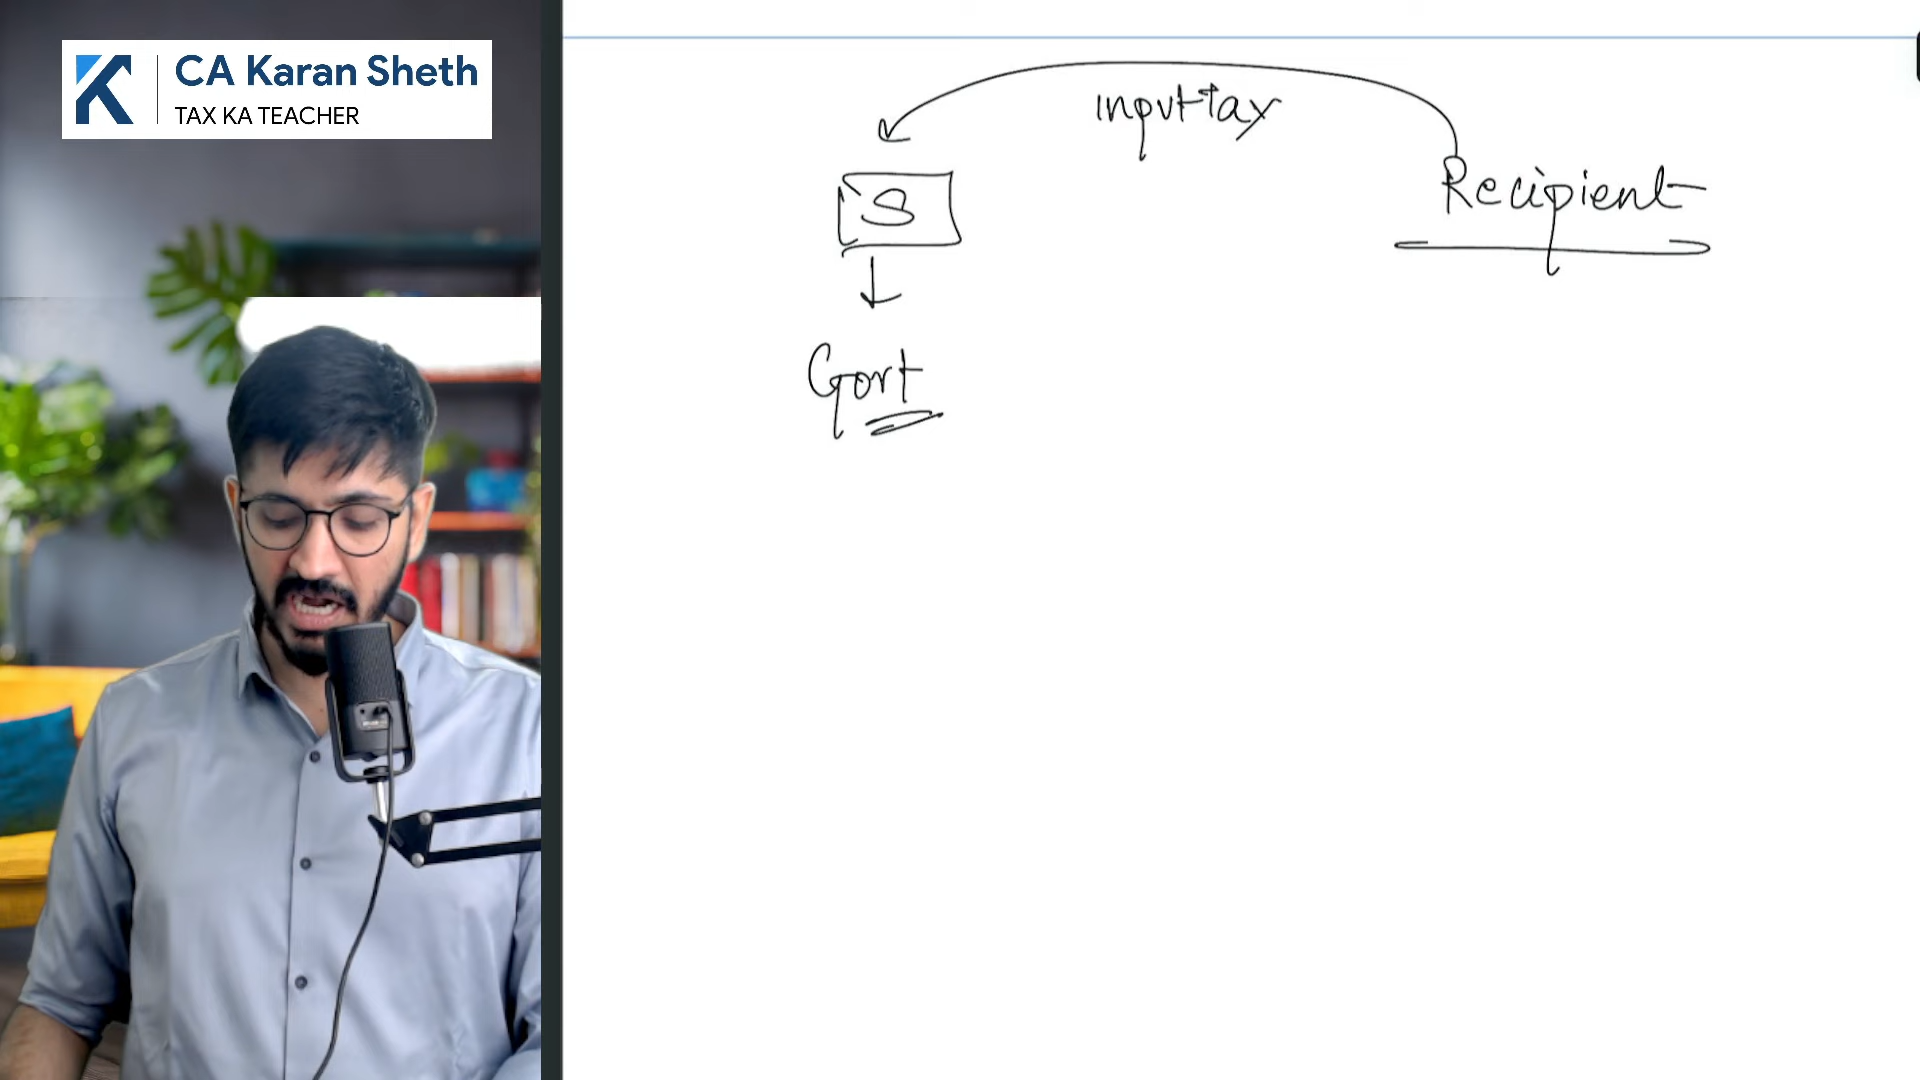 CA Karan Sheth
TAX KA TEACHER
input tax
S
Recipient
Govt